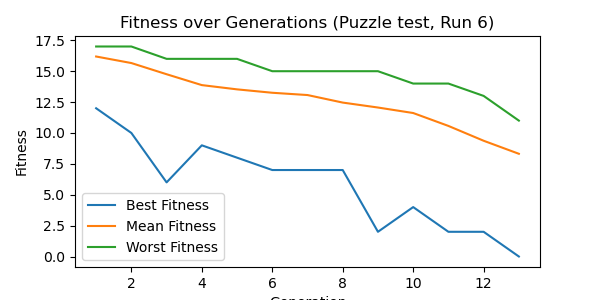 Fitness over Generations (Puzzle test, Run 6)
17.5
15.0
12.5
10.0
7.5
5.0
2.5
0.0
Fitness
Best Fitness
Mean Fitness
Worst Fitness
2 4 6 8 10 12
Generation